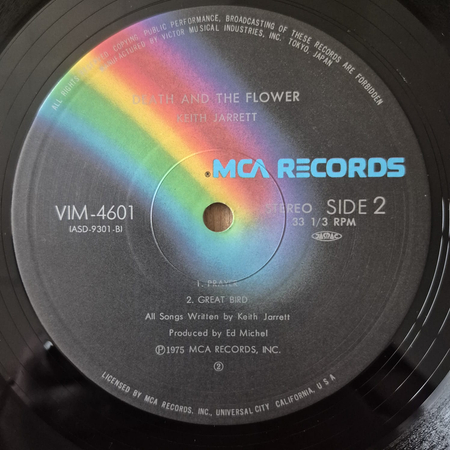 ALL RIGHTS COPYING, PUBLIC PERFORMANCE, BROADCASTING OF THESE RECORDS ARE FORBIDDEN
MANUFACTURED BY VICTOR MUSICAL INDUSTRIES, INC. TOKYO, JAPAN
DEATH AND THE FLOWER
KEITH JARRETT
®MCA RECORDS
VIM-4601
(ASD-9301-B)
STEREO SIDE 2
33 1/3 RPM
JASRAC
1. PRAYER
2. GREAT BIRD
All Songs Written by Keith Jarrett
Produced by Ed Michel
Ⓟ1975 MCA RECORDS, INC.
②
LICENSED BY MCA RECORDS, INC., UNIVERSAL CITY CALIFORNIA, U S A